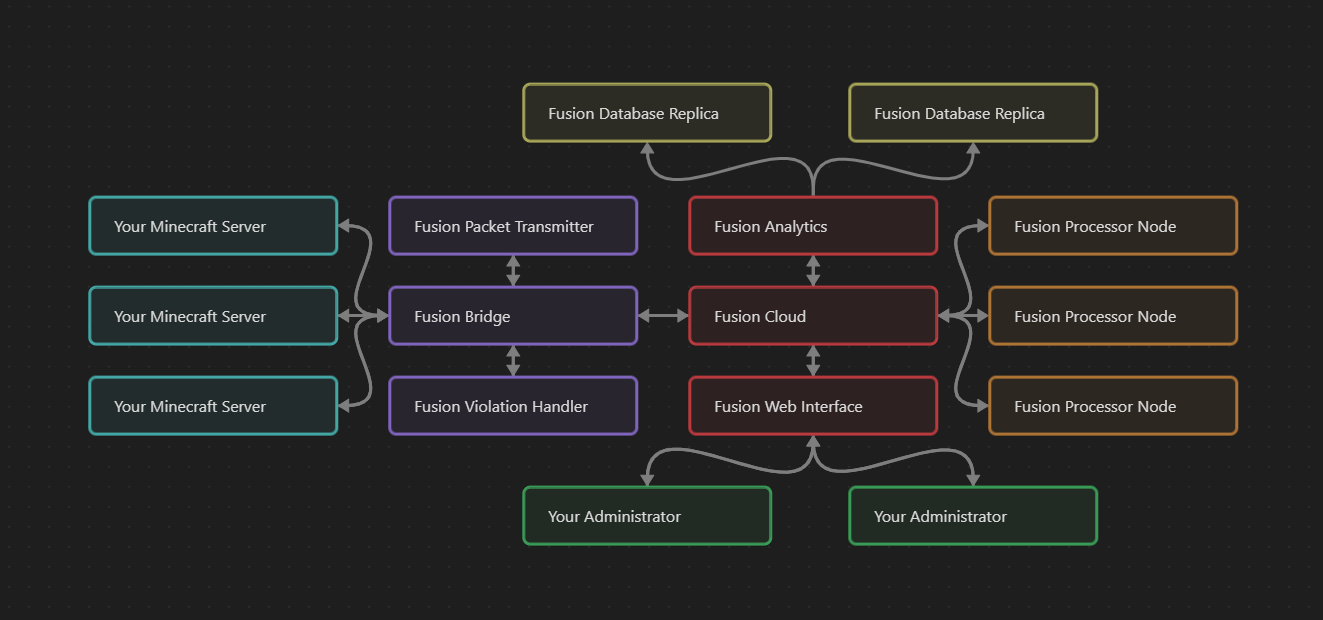 Fusion Database Replica
Fusion Database Replica
Your Minecraft Server
Fusion Packet Transmitter
Fusion Analytics
Fusion Processor Node
Your Minecraft Server
Fusion Bridge
Fusion Cloud
Fusion Processor Node
Your Minecraft Server
Fusion Violation Handler
Fusion Web Interface
Fusion Processor Node
Your Administrator
Your Administrator